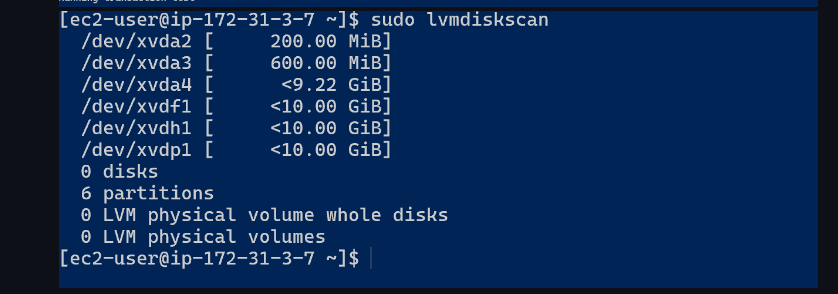 [ec2-user@ip-172-31-3-7 ~]$ sudo lvmdiskscan
/dev/xvda2 [ 200.00 MiB]
/dev/xvda3 [ 600.00 MiB]
/dev/xvda4 [ <9.22 GiB]
/dev/xvdf1 [ <10.00 GiB]
/dev/xvdh1 [ <10.00 GiB]
/dev/xvdp1 [ <10.00 GiB]
0 disks
6 partitions
0 LVM physical volume whole disks
0 LVM physical volumes
[ec2-user@ip-172-31-3-7 ~]$